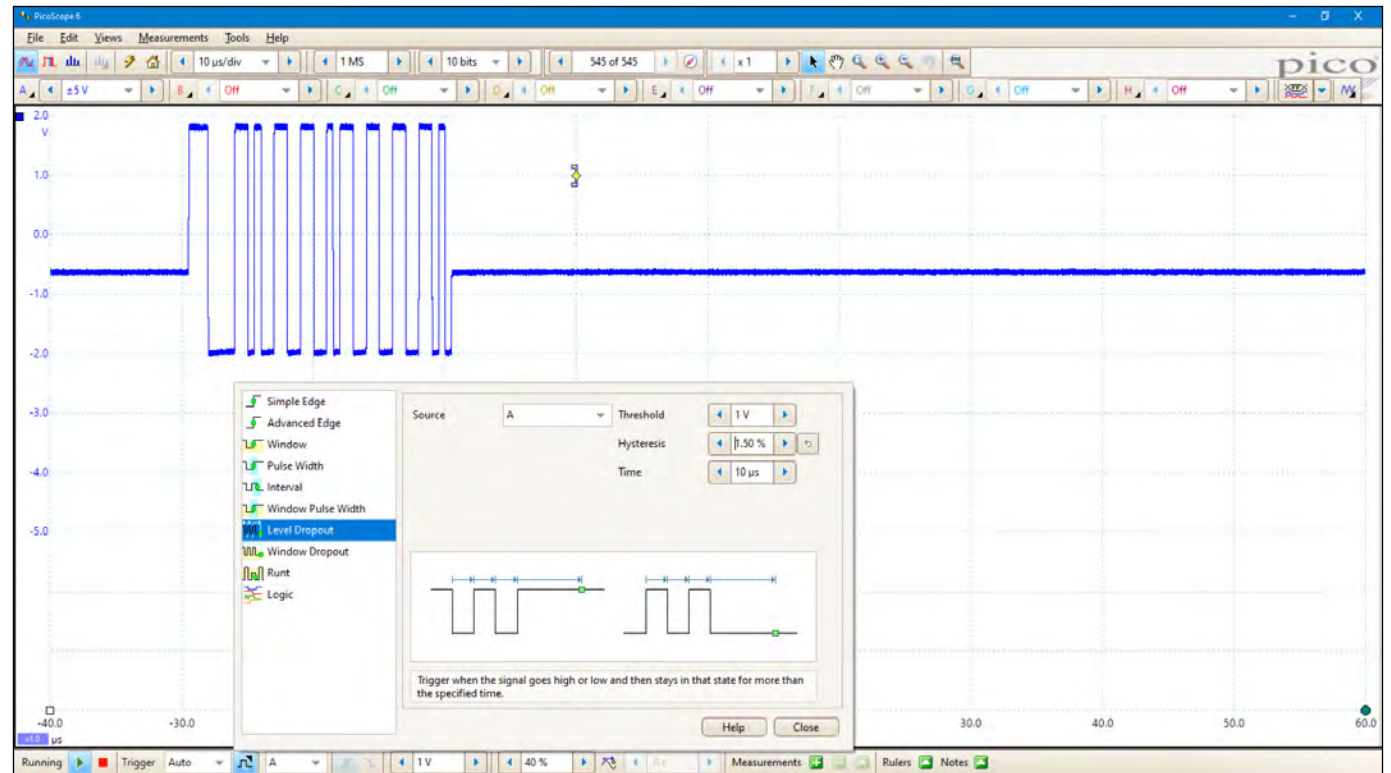 PicoScope 6
File Edit Views Measurements Tools Help
10 µs/div 1 MS 10 bits 545 of 545 x 1
pico
A ±5 V B Off C Off D Off E Off F Off G Off H Off
2.0
V
1.0
0.0
-1.0
-2.0
-3.0
-4.0
-5.0
Simple Edge
Advanced Edge
Window
Pulse Width
Interval
Window Pulse Width
Level Dropout
Window Dropout
Runt
Logic
Source A Threshold 1 V
Hysteresis 1.50 %
Time 10 µs
Trigger when the signal goes high or low and then stays in that state for more than
the specified time.
Help Close
-40.0 -30.0 30.0 40.0 50.0 60.0
x1.0 µs
Running Trigger Auto A 1 V 40 % Measurements Rulers Notes